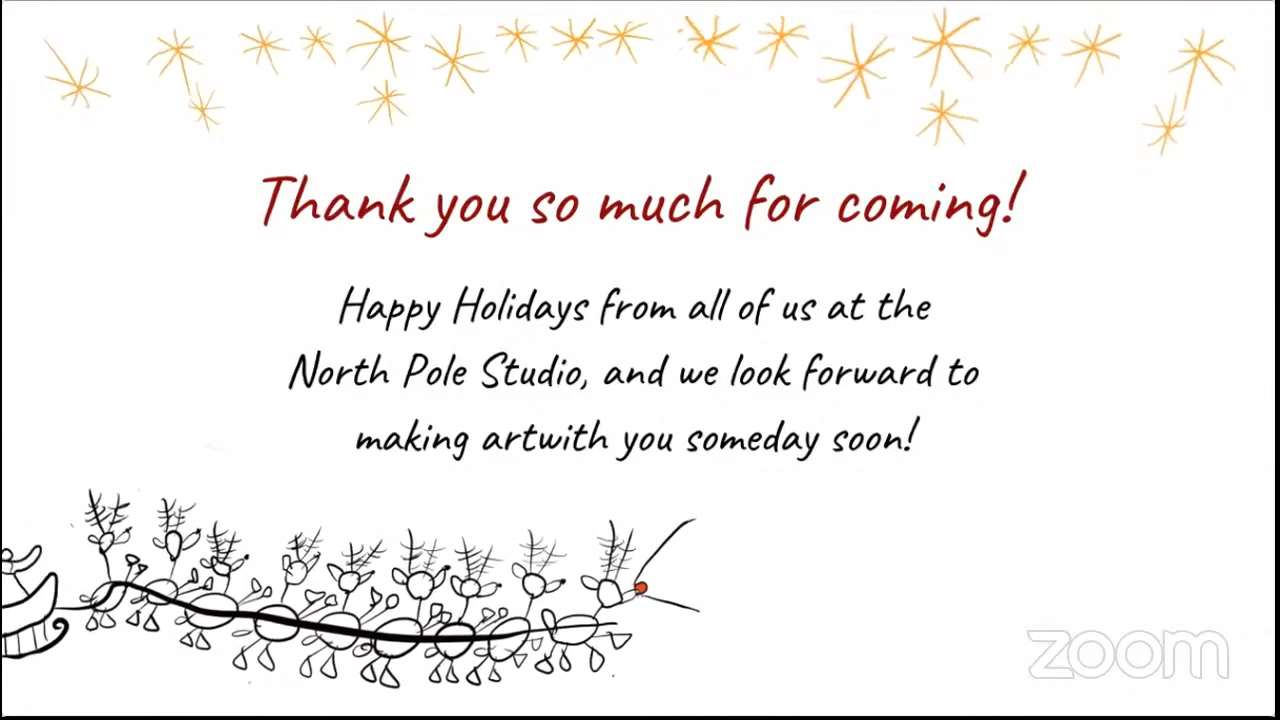 Thank you so much for coming!
Happy Holidays from all of us at the
North Pole Studio, and we look forward to
making artwith you someday soon!
zoom